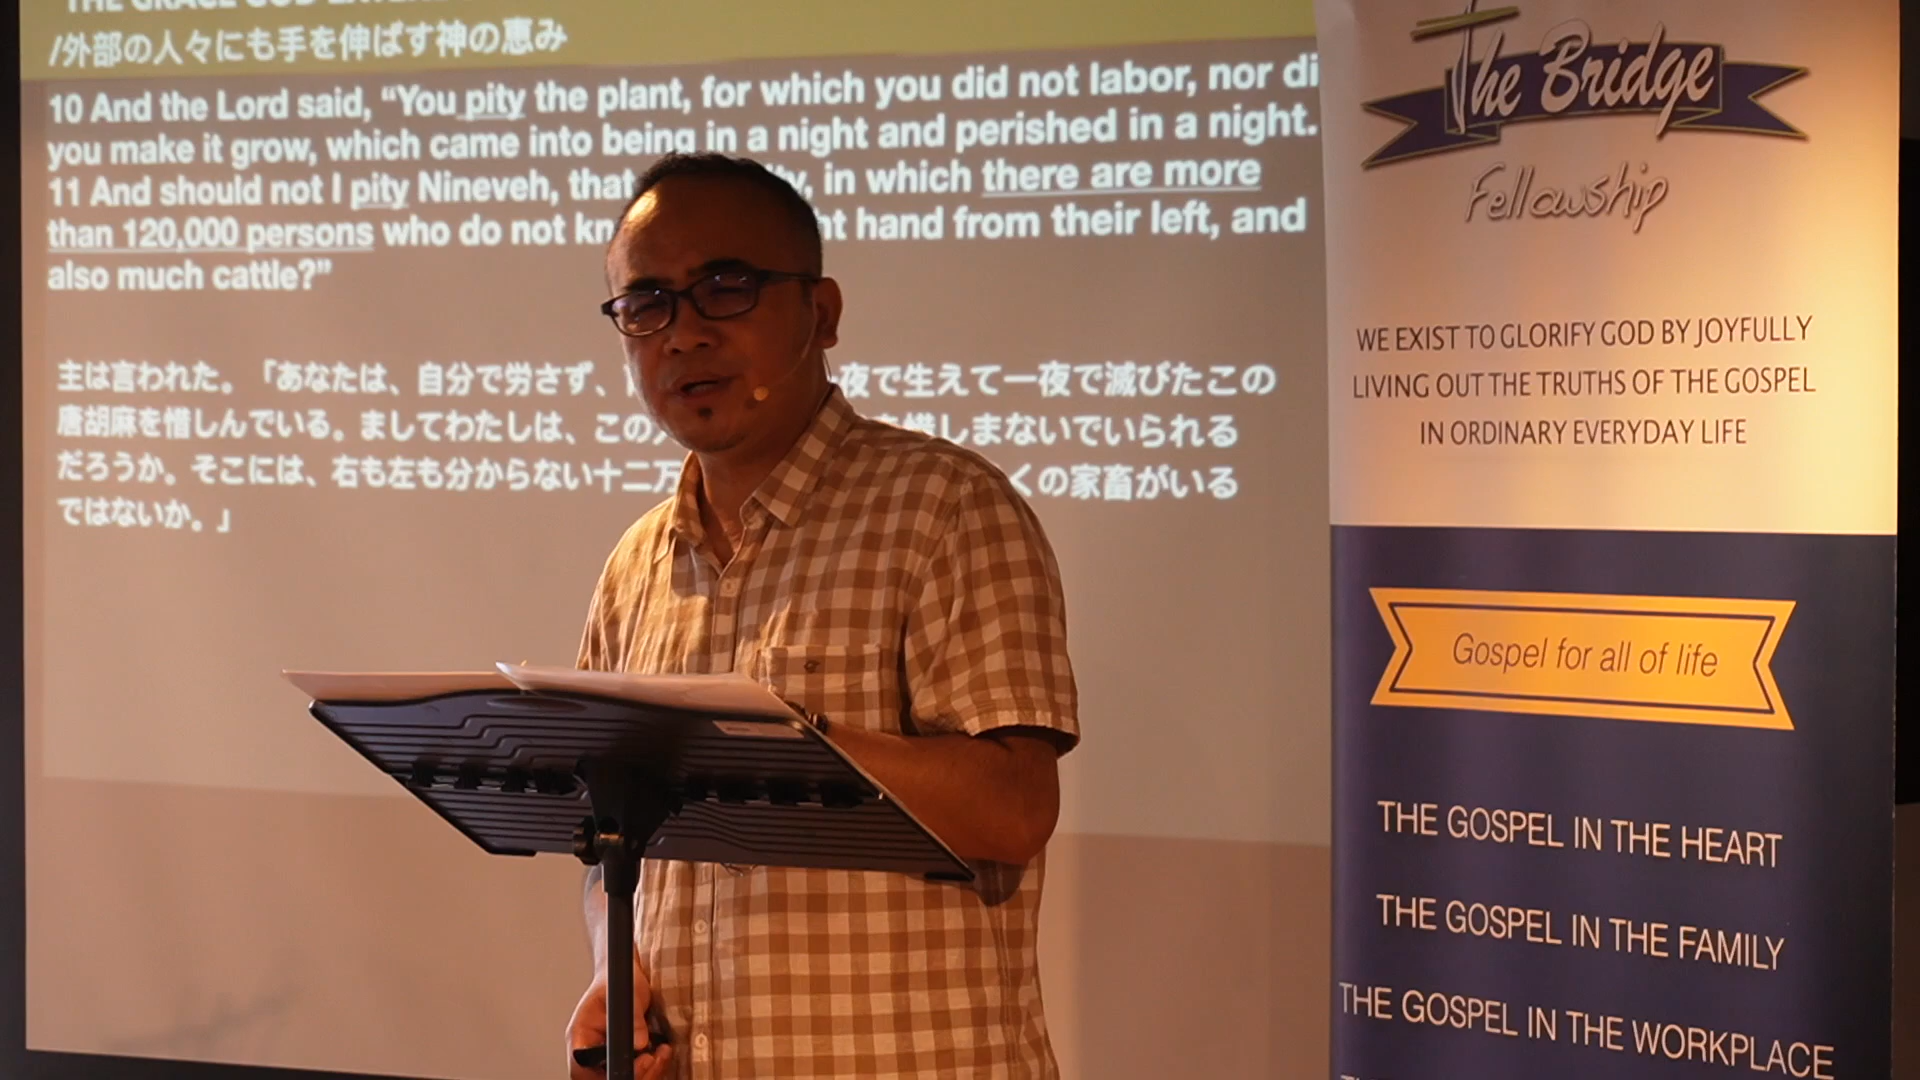 /外部の人々にも手を伸ばす神の恵み
10 And the Lord said, “You pity the plant, for which you did not labor, nor di
you make it grow, which came into being in a night and perished in a night.
11 And should not I pity Nineveh, that in which there are more
than 120,000 persons who do not hand from their left, and
also much cattle?”
主は言われた。「あなたは、自分で労さず、 夜で生えて一夜で滅びたこの
唐胡麻を惜しんでいる。ましてわたしは、この 惜しまないでいられる
だろうか。そこには、右も左も分からない十二万 くの家畜がいる
ではないか。」
The Bridge
Fellowship
WE EXIST TO GLORIFY GOD BY JOYFULLY
LIVING OUT THE TRUTHS OF THE GOSPEL
IN ORDINARY EVERYDAY LIFE
Gospel for all of life
THE GOSPEL IN THE HEART
THE GOSPEL IN THE FAMILY
THE GOSPEL IN THE WORKPLACE